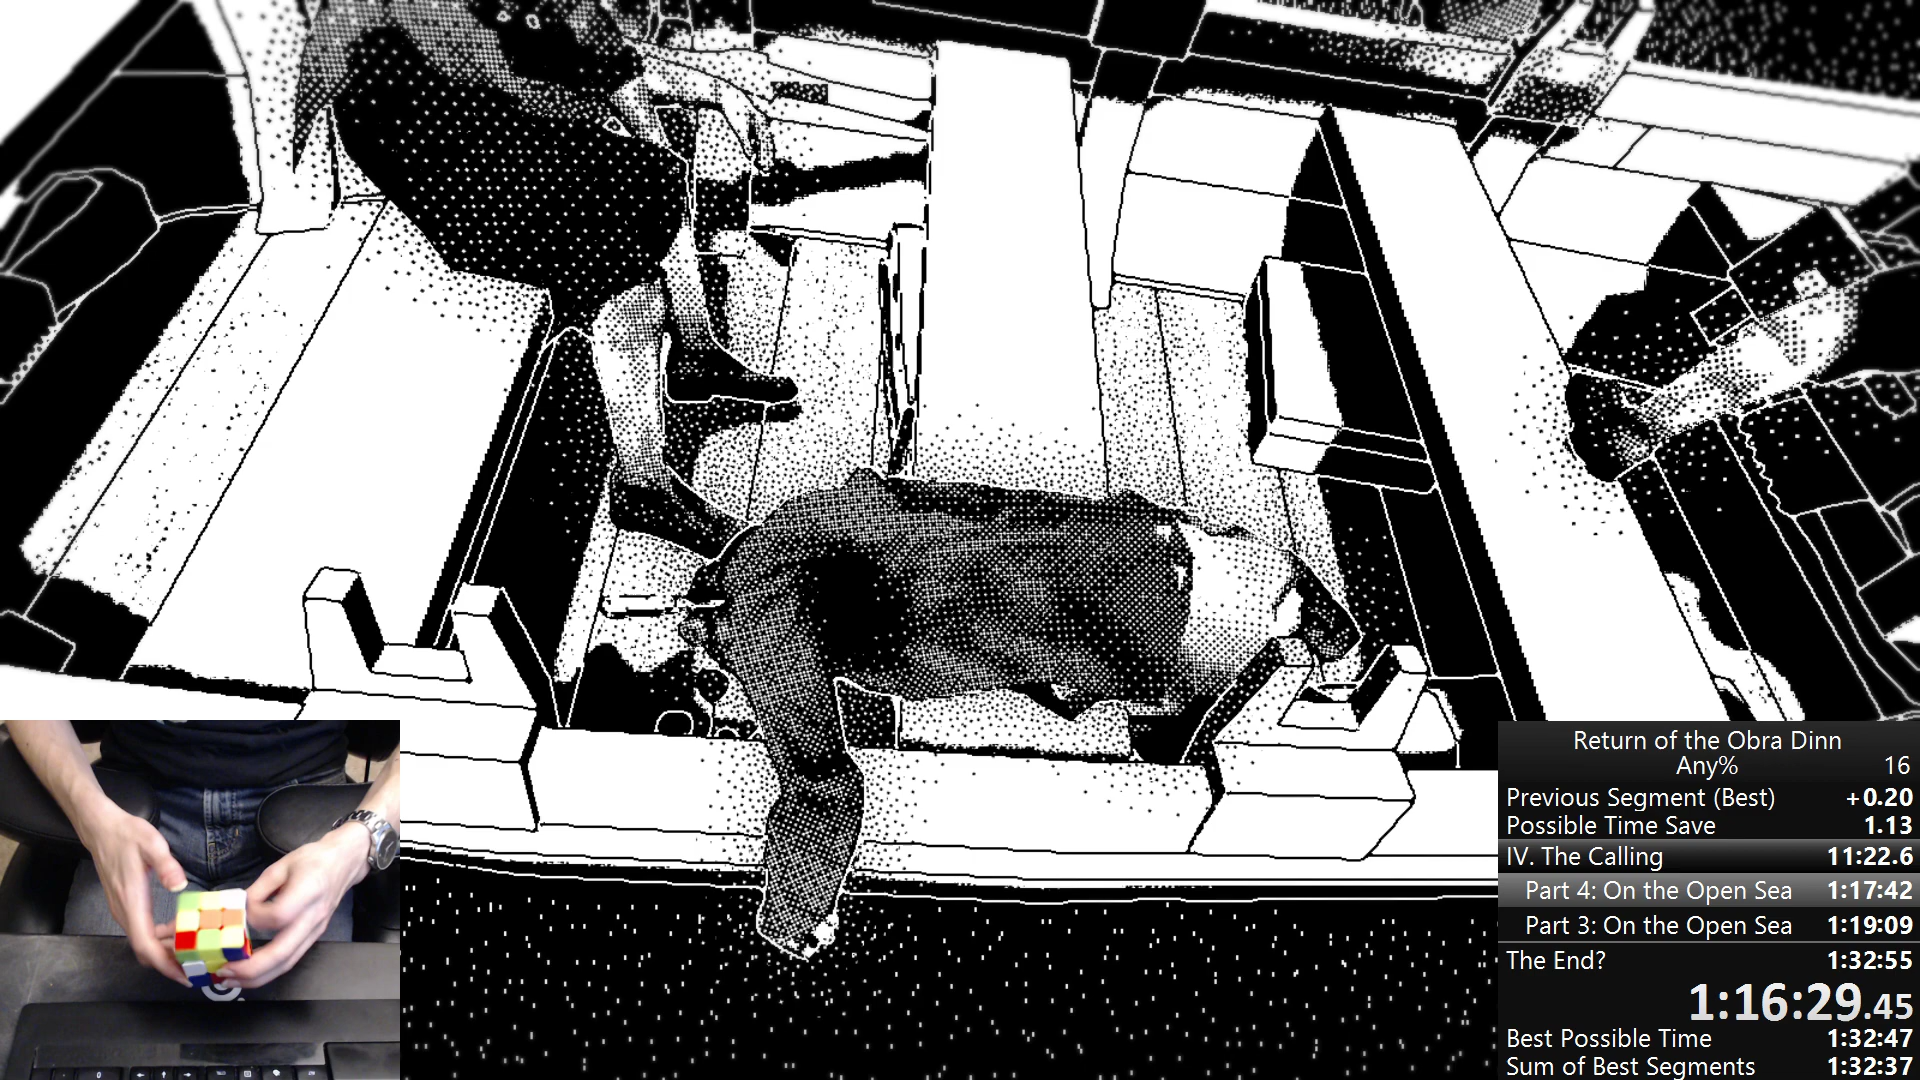 Return of the Obra Dinn
Any% 16
Previous Segment (Best) +0.20
Possible Time Save 1.13
IV. The Calling 11:22.6
Part 4: On the Open Sea 1:17:42
Part 3: On the Open Sea 1:19:09
The End? 1:32:55
1:16:29.45
Best Possible Time 1:32:47
Sum of Best Segments 1:32:37